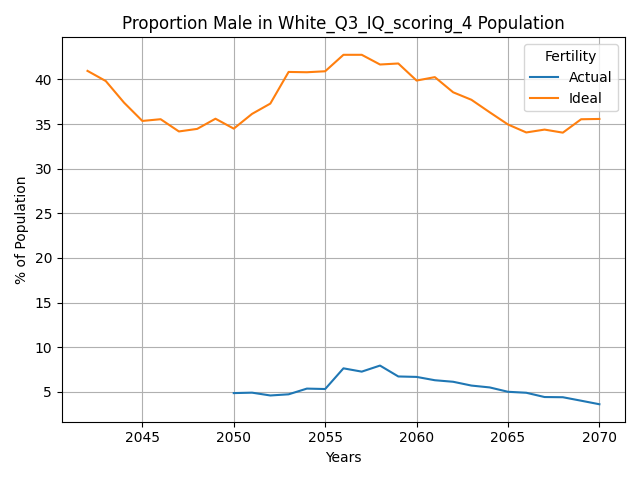 Proportion Male in White_Q3_IQ_scoring_4 Population
% of Population
40
35
30
25
20
15
10
5
Fertility
Actual
Ideal
2045 2050 2055 2060 2065 2070
Years